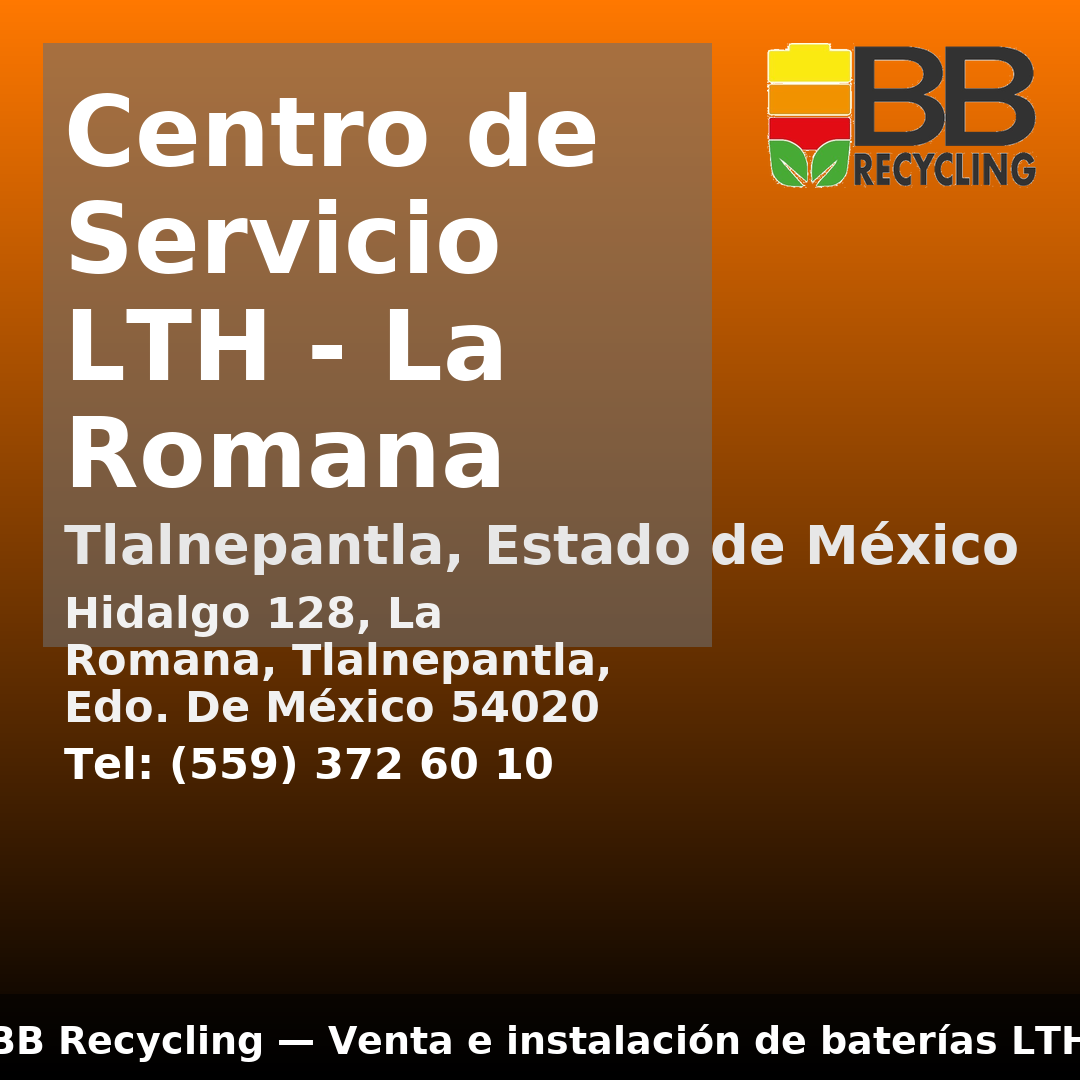 BB
RECYCLING
Centro de
Servicio
LTH - La
Romana
Tlalnepantla, Estado de México
Hidalgo 128, La
Romana, Tlalnepantla,
Edo. De México 54020
Tel: (559) 372 60 10
BB Recycling — Venta e instalación de baterías LTH